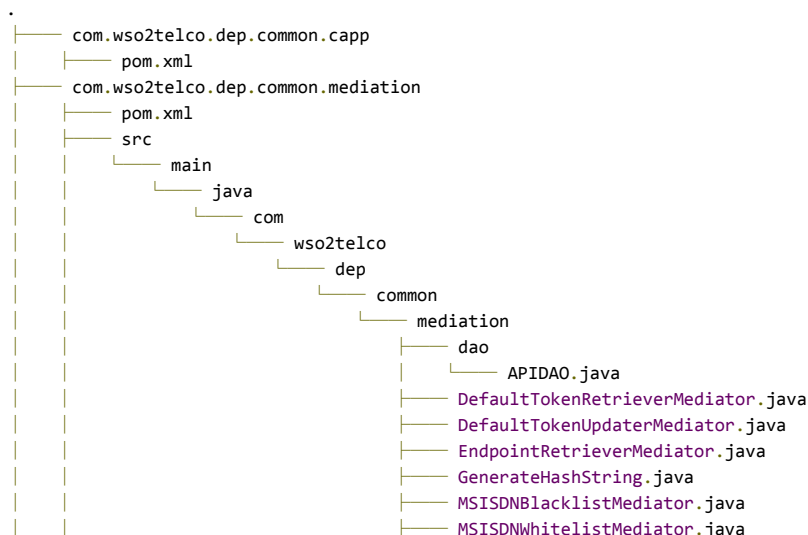 .
├── com.wso2telco.dep.common.capp
│   ├── pom.xml
├── com.wso2telco.dep.common.mediation
│   ├── pom.xml
│   ├── src
│   │   └── main
│   │       └── java
│   │           └── com
│   │               └── wso2telco
│   │                   └── dep
│   │                       └── common
│   │                           └── mediation
│   │                               ├── dao
│   │                               │   └── APIDAO.java
│   │                               ├── DefaultTokenRetrieverMediator.java
│   │                               ├── DefaultTokenUpdaterMediator.java
│   │                               ├── EndpointRetrieverMediator.java
│   │                               ├── GenerateHashString.java
│   │                               ├── MSISDNBlacklistMediator.java
│   │                               ├── MSISDNWhitelistMediator.java